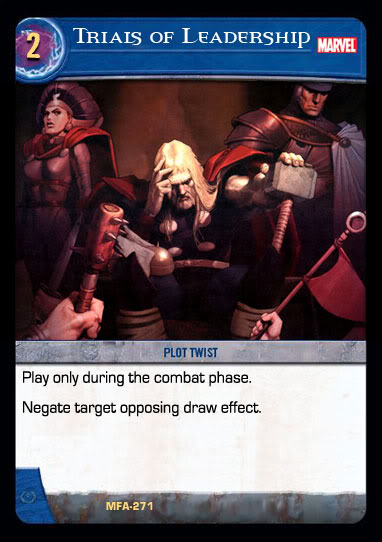 2
Trials of Leadership
MARVEL
PLOT TWIST
Play only during the combat phase.
Negate target opposing draw effect.
MFA-271